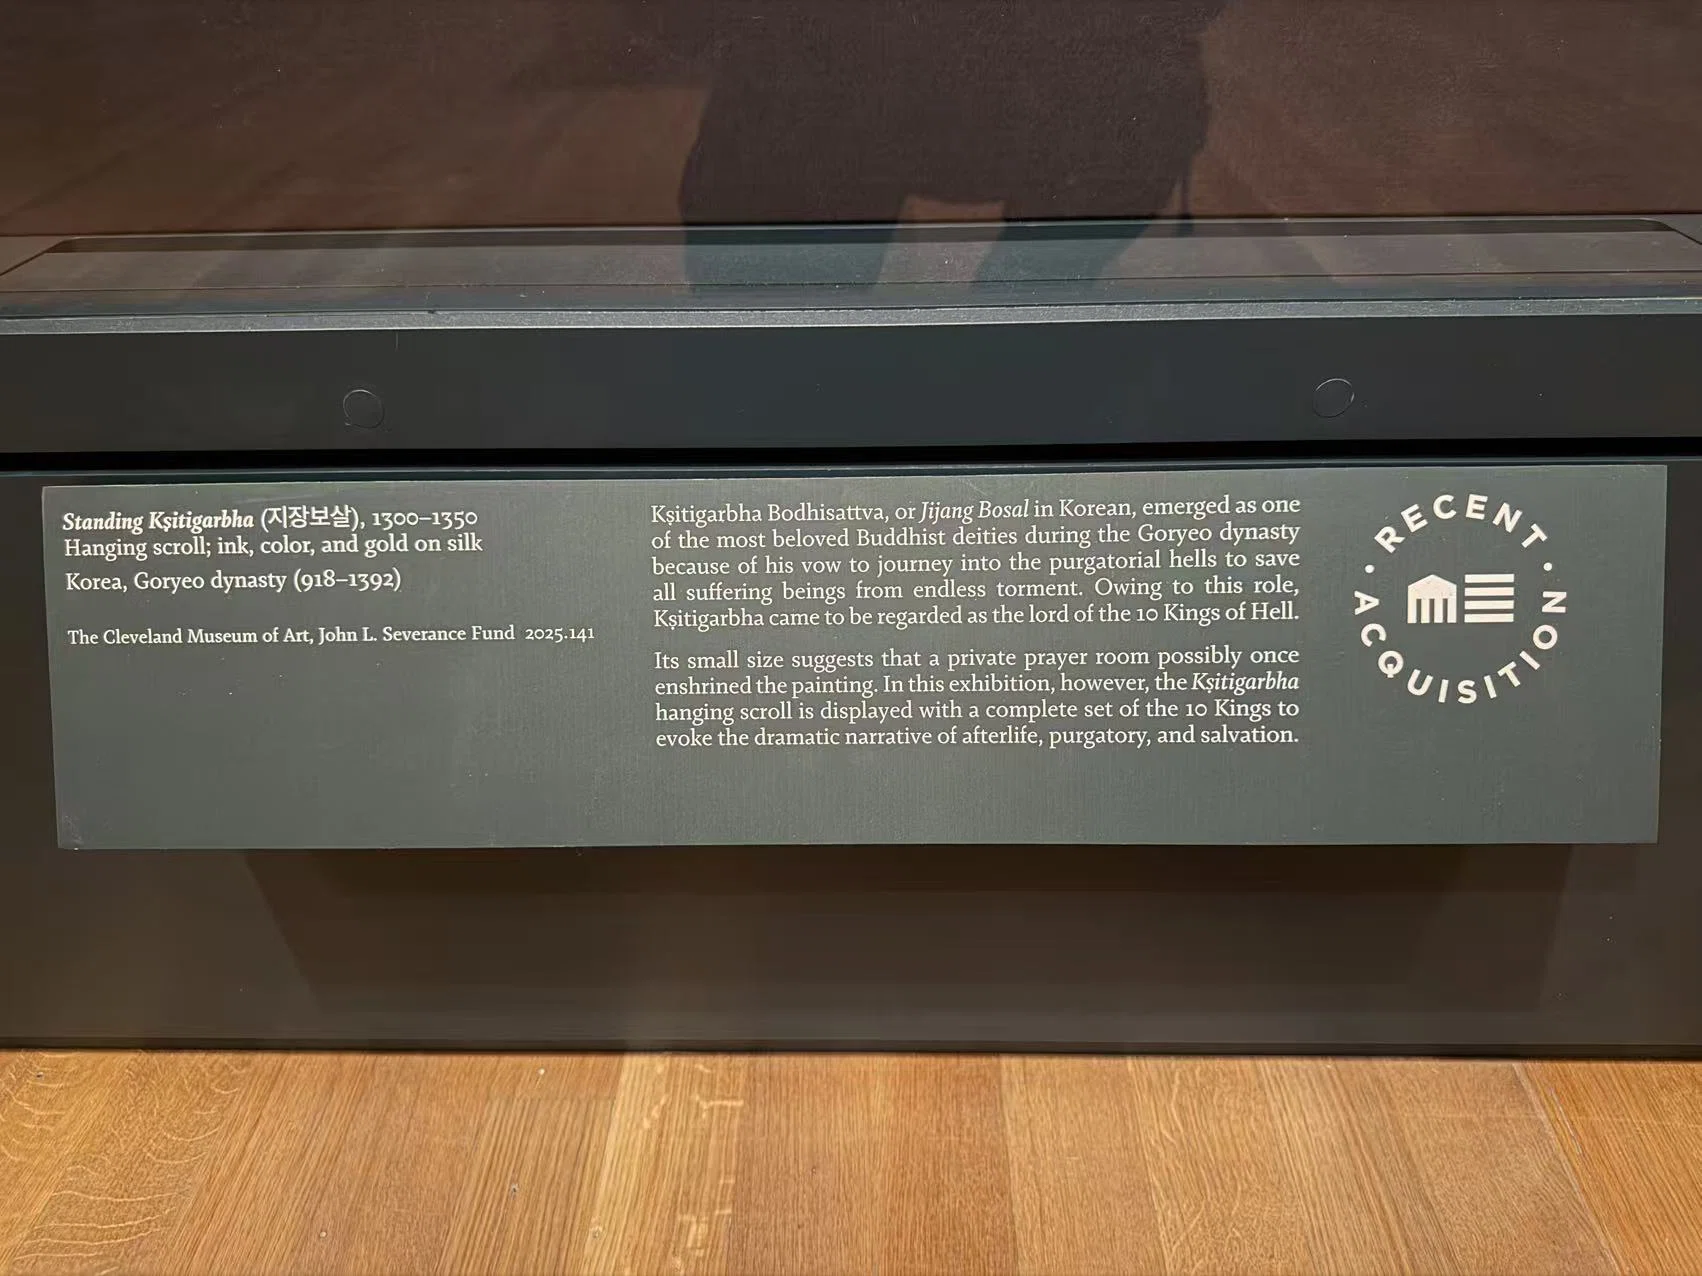 Standing Kṣitigarbha (지장보살), 1300–1350
Hanging scroll; ink, color, and gold on silk
Korea, Goryeo dynasty (918–1392)
The Cleveland Museum of Art, John L. Severance Fund 2025.141
Kṣitigarbha Bodhisattva, or Jijang Bosal in Korean, emerged as one
of the most beloved Buddhist deities during the Goryeo dynasty
because of his vow to journey into the purgatorial hells to save
all suffering beings from endless torment. Owing to this role,
Kṣitigarbha came to be regarded as the lord of the 10 Kings of Hell.
Its small size suggests that a private prayer room possibly once
enshrined the painting. In this exhibition, however, the Kṣitigarbha
hanging scroll is displayed with a complete set of the 10 Kings to
evoke the dramatic narrative of afterlife, purgatory, and salvation.
• RECENT •
ACQUISITION